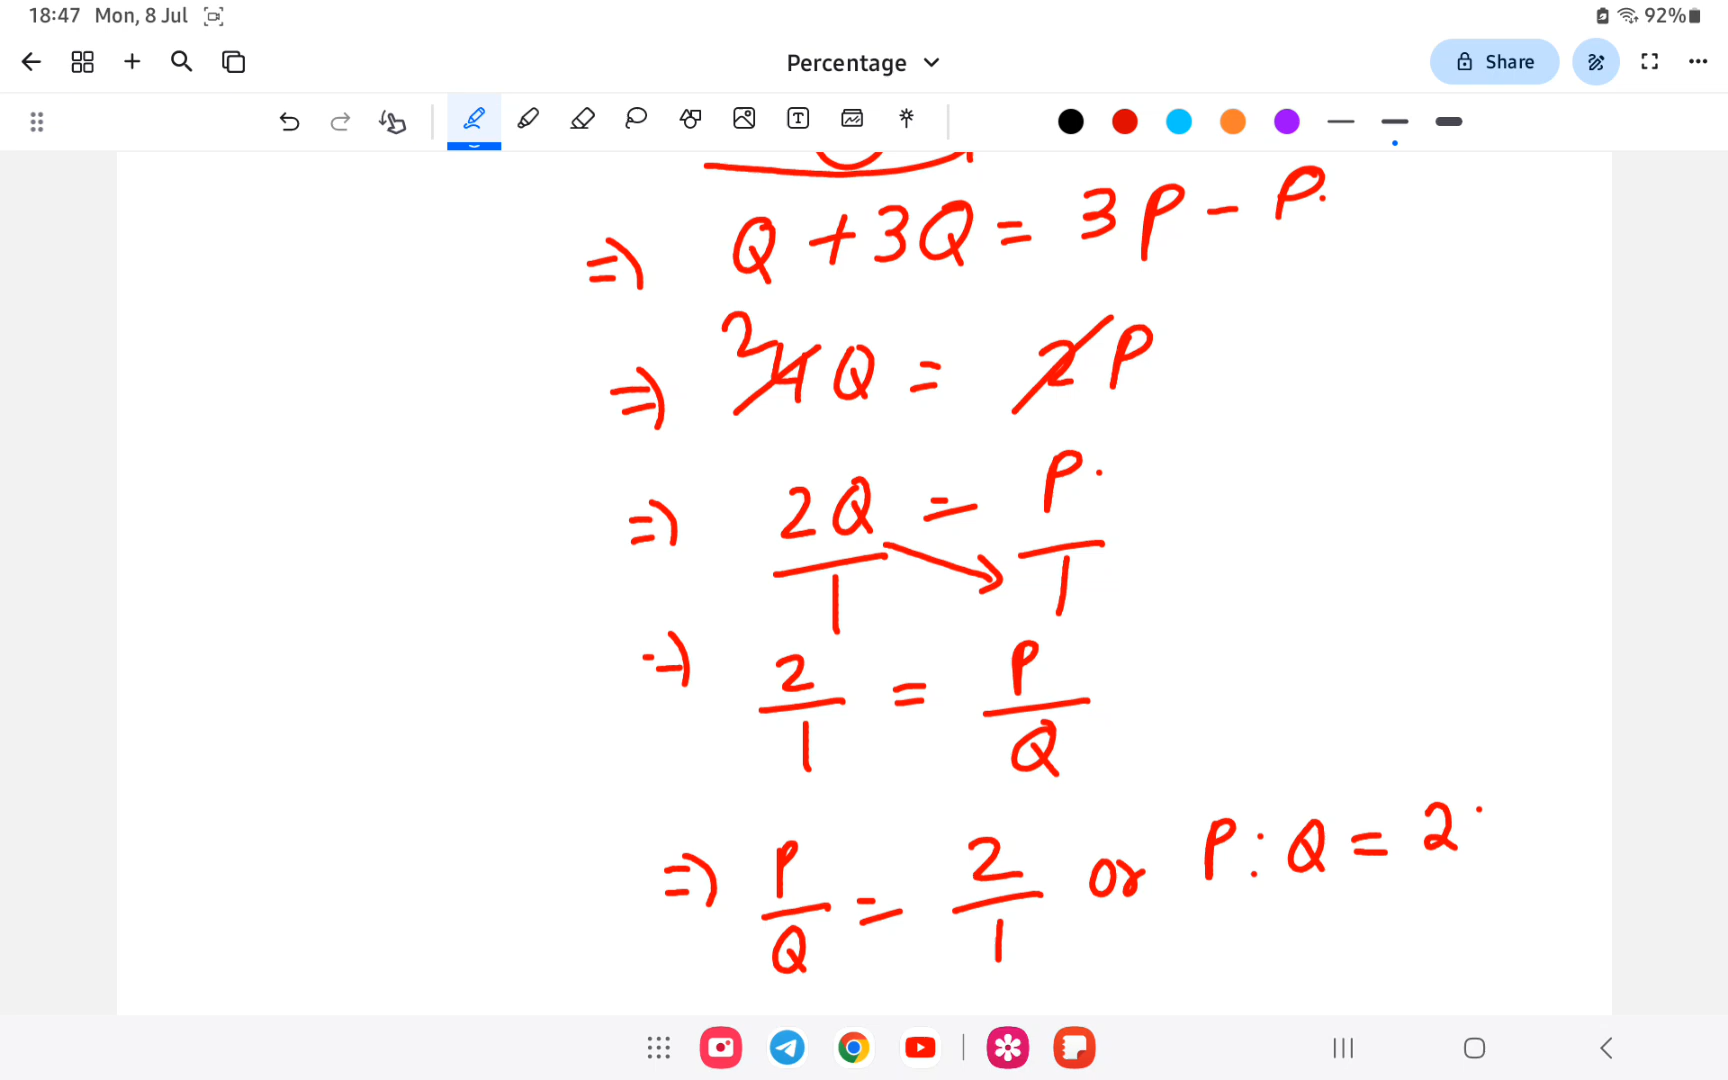 18:47 Mon, 8 Jul 92%
Percentage
Share
⇒ Q + 3Q = 3P - P.
⇒ 2 4Q = 2P
⇒ 2Q/1 = P/1
⇒ 2/1 = P/Q
⇒ P/Q = 2/1 or P : Q = 2